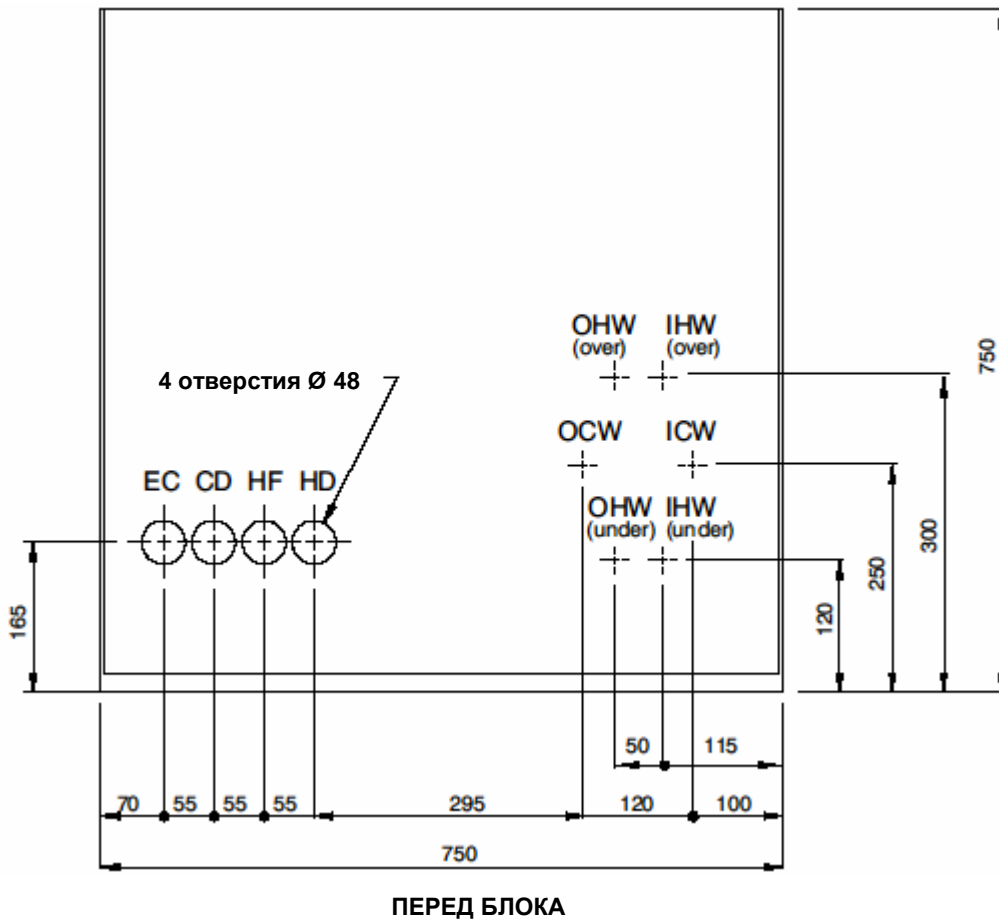 OHW IHW
(over) (over)
750
4 отверстия Ø 48
OCW ICW
EC CD HF HD
OHW IHW
(under) (under)
300
250
120
165
50 115
70 55 55 55 295 120 100
750
ПЕРЕД БЛОКА